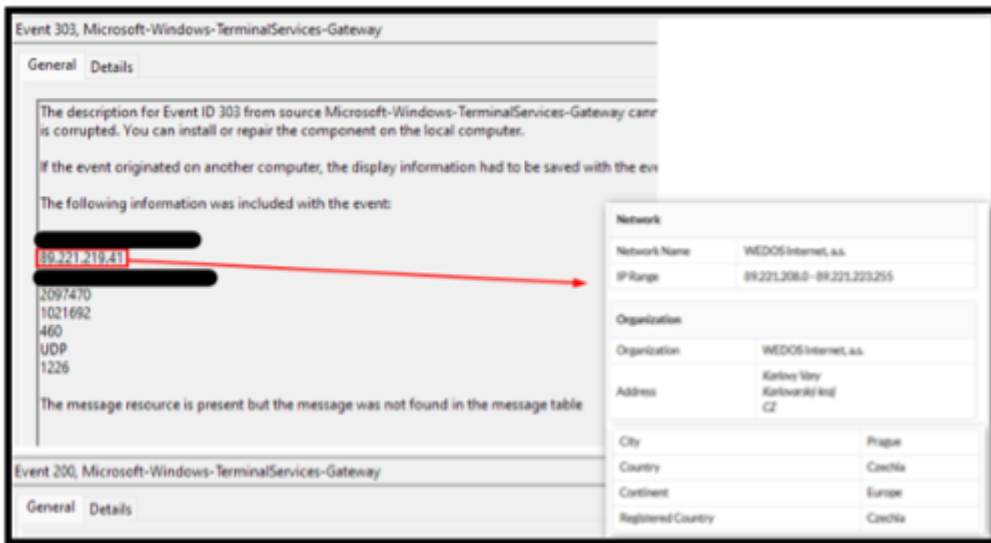 Event 303, Microsoft-Windows-TerminalServices-Gateway
General Details
The description for Event ID 303 from source Microsoft-Windows-TerminalServices-Gateway cann
is corrupted. You can install or repair the component on the local computer.
If the event originated on another computer, the display information had to be saved with the eve
The following information was included with the event:
89.221.219.41
2097470
1021692
460
UDP
1226
The message resource is present but the message was not found in the message table
Network
Network Name WEDOS Internet, a.s.
IP Range 89.221.208.0 - 89.221.223.255
Organization
Organization WEDOS Internet, a.s.
Address
Karlovy Vary
Karlovarský kraj
CZ
City Prague
Country Czechia
Continent Europe
Registered Country Czechia
Event 200, Microsoft-Windows-TerminalServices-Gateway
General Details